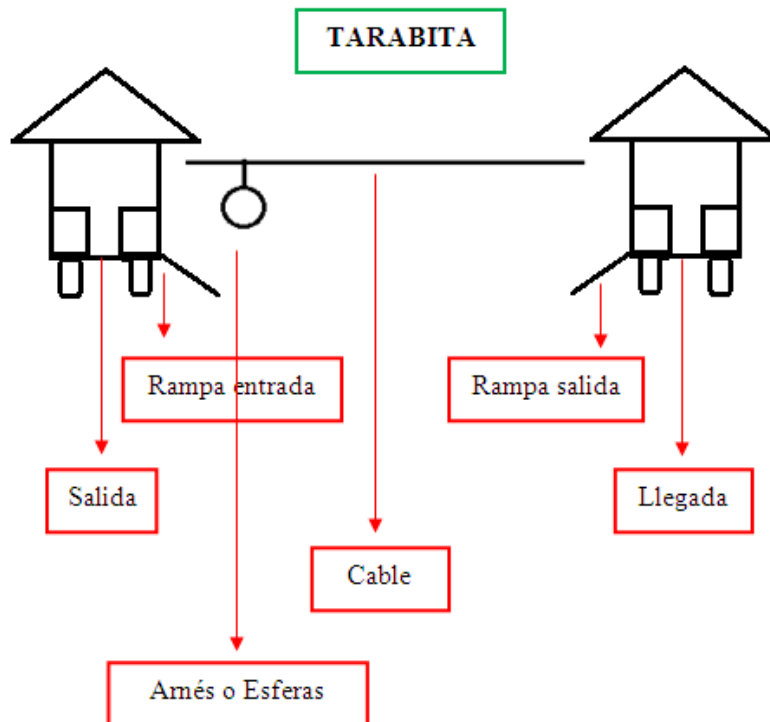 TARABITA
Rampa entrada
Rampa salida
Salida
Llegada
Cable
Arnés o Esferas